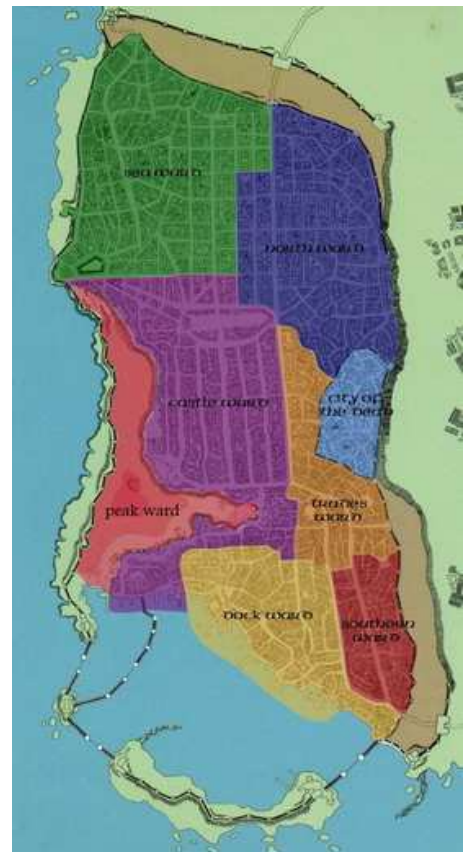 sea ward
north ward
castle ward
city of
the dead
trades
ward
peak ward
dock ward
southern
ward